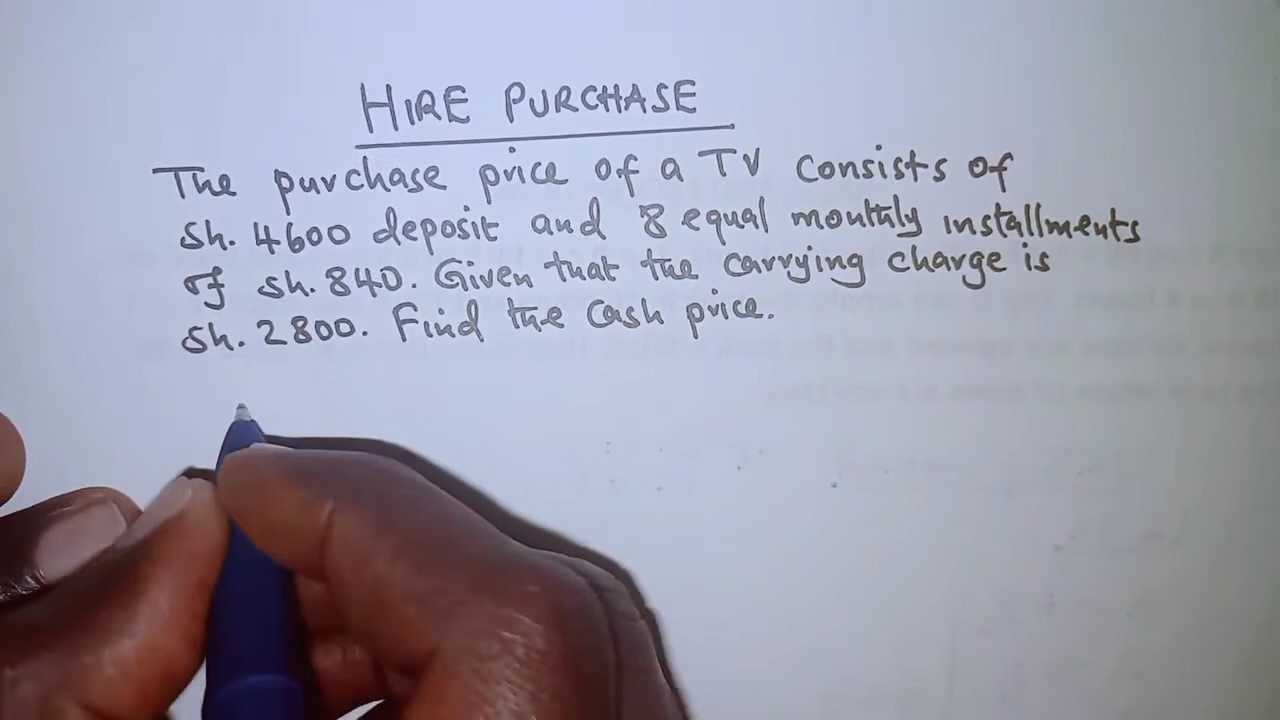 HIRE PURCHASE
The purchase price of a TV consists of
Sh. 4600 deposit and 8 equal monthly installments
of Sh. 840. Given that the carrying charge is
Sh. 2800. Find the cash price.